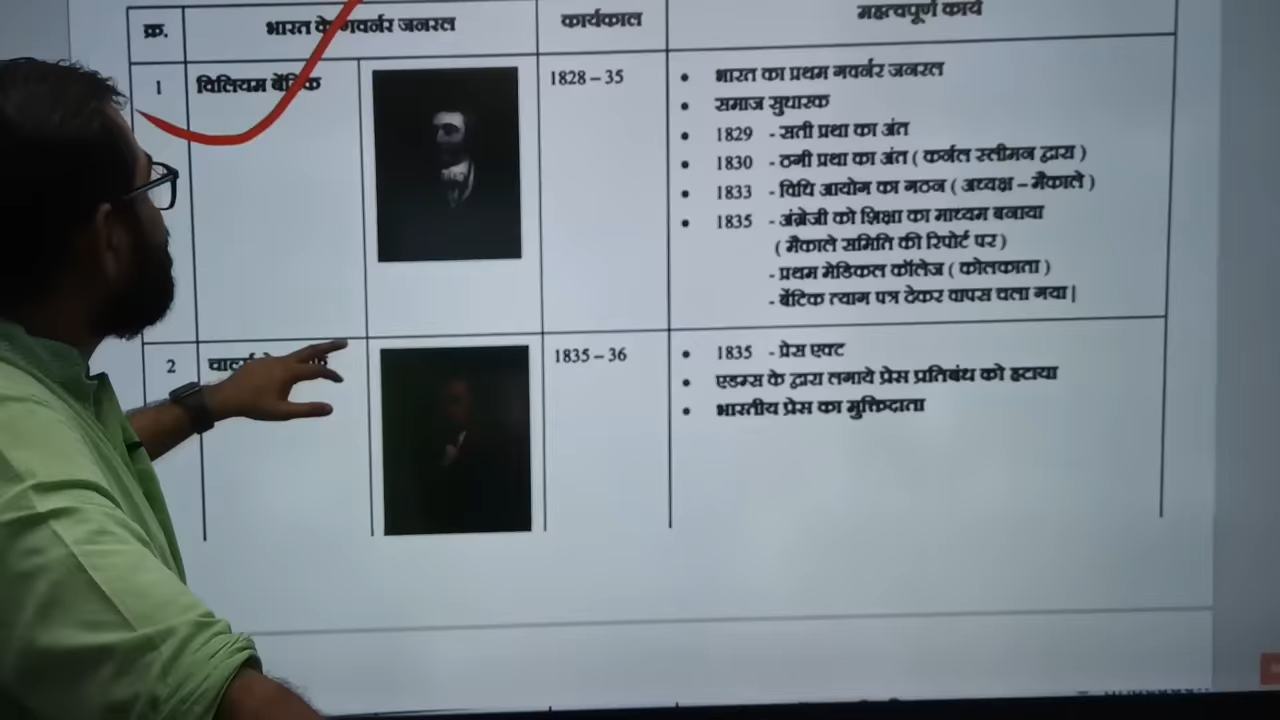 क्र. भारत के गवर्नर जनरल कार्यकाल महत्वपूर्ण कार्य
1 विलियम बेंटिक 1828 – 35
• भारत का प्रथम गवर्नर जनरल
• समाज सुधारक
• 1829 - सती प्रथा का अंत
• 1830 - ठगी प्रथा का अंत ( कर्नल स्लीमन द्वारा )
• 1833 - विधि आयोग का गठन ( अध्यक्ष – मैकाले )
• 1835 - अंग्रेजी को शिक्षा का माध्यम बनाया
( मैकाले समिति की रिपोर्ट पर )
- प्रथम मेडिकल कॉलेज ( कोलकाता )
- बेंटिक त्याग पत्र देकर वापस चला गया |
2 1835 – 36
• 1835 - प्रेस एक्ट
• एडम्स के द्वारा लगाये प्रेस प्रतिबंध को हटाया
• भारतीय प्रेस का मुक्तिदाता